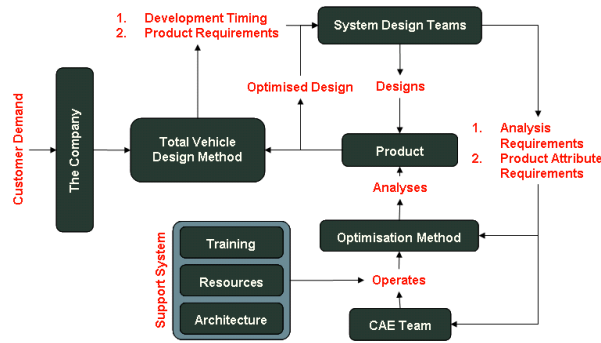 1. Development Timing
2. Product Requirements
System Design Teams
Optimised Design
Designs
Customer Demand
The Company
Total Vehicle
Design Method
Product
1. Analysis
Requirements
2. Product Attribute
Requirements
Analyses
Support System
Training
Resources
Architecture
Optimisation Method
Operates
CAE Team